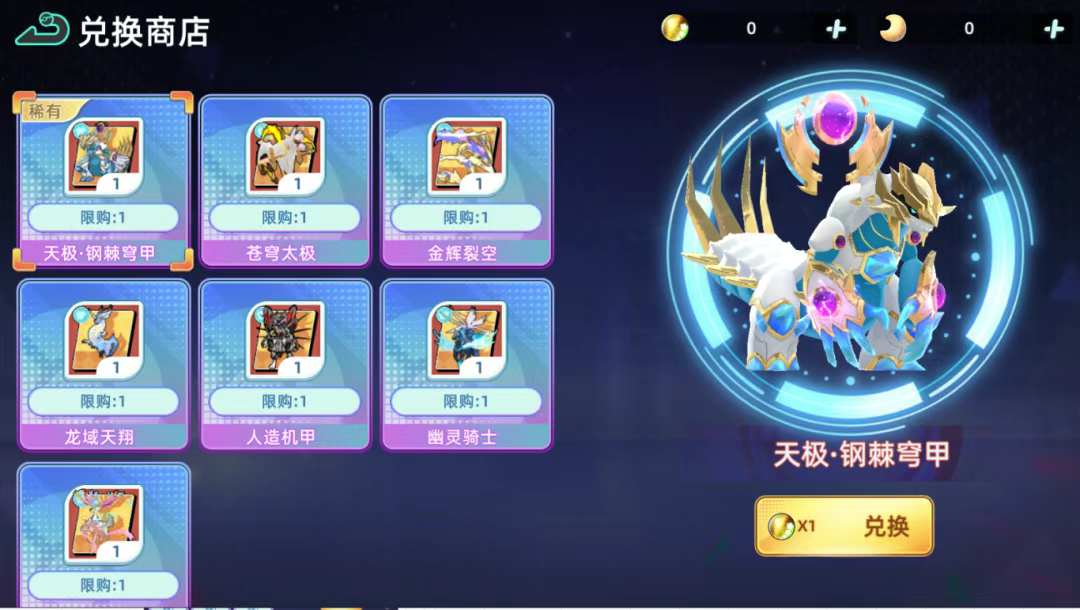 兑换商店
0
0
稀有
1
限购:1
天极·钢棘穹甲
1
限购:1
苍穹太极
1
限购:1
金辉裂空
1
限购:1
龙域天翔
1
限购:1
人造机甲
1
限购:1
幽灵骑士
1
限购:1
天极·钢棘穹甲
X1
兑换